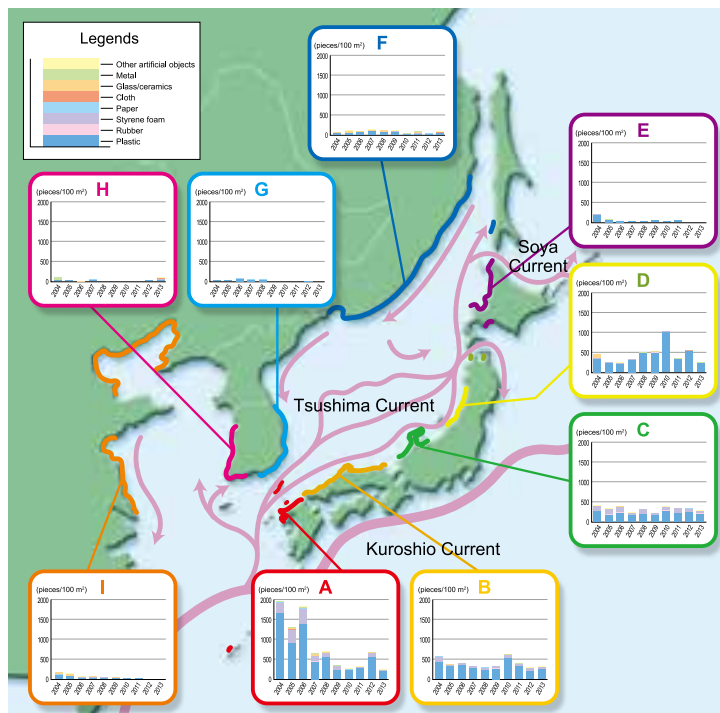 Legends
Other artificial objects
Metal
Glass/ceramics
Cloth
Paper
Styrene foam
Rubber
Plastic
F
(pieces/100 m²)
2000
1500
1000
500
0
2004 2005 2006 2007 2008 2009 2010 2011 2012 2013
E
(pieces/100 m²)
2000
1500
1000
500
0
2004 2005 2006 2007 2008 2009 2010 2011 2012 2013
H
(pieces/100 m²)
2000
1500
1000
500
0
2004 2005 2006 2007 2008 2009 2010 2011 2012 2013
G
(pieces/100 m²)
2000
1500
1000
500
0
2004 2005 2006 2007 2008 2009 2010 2011 2012 2013
Soya
Current
D
(pieces/100 m²)
2000
1500
1000
500
0
2004 2005 2006 2007 2008 2009 2010 2011 2012 2013
Tsushima Current
C
(pieces/100 m²)
2000
1500
1000
500
0
2004 2005 2006 2007 2008 2009 2010 2011 2012 2013
Kuroshio Current
I
(pieces/100 m²)
2000
1500
1000
500
0
2004 2005 2006 2007 2008 2009 2010 2011 2012 2013
A
(pieces/100 m²)
2000
1500
1000
500
0
2004 2005 2006 2007 2008 2009 2010 2011 2012 2013
B
(pieces/100 m²)
2000
1500
1000
500
0
2004 2005 2006 2007 2008 2009 2010 2011 2012 2013